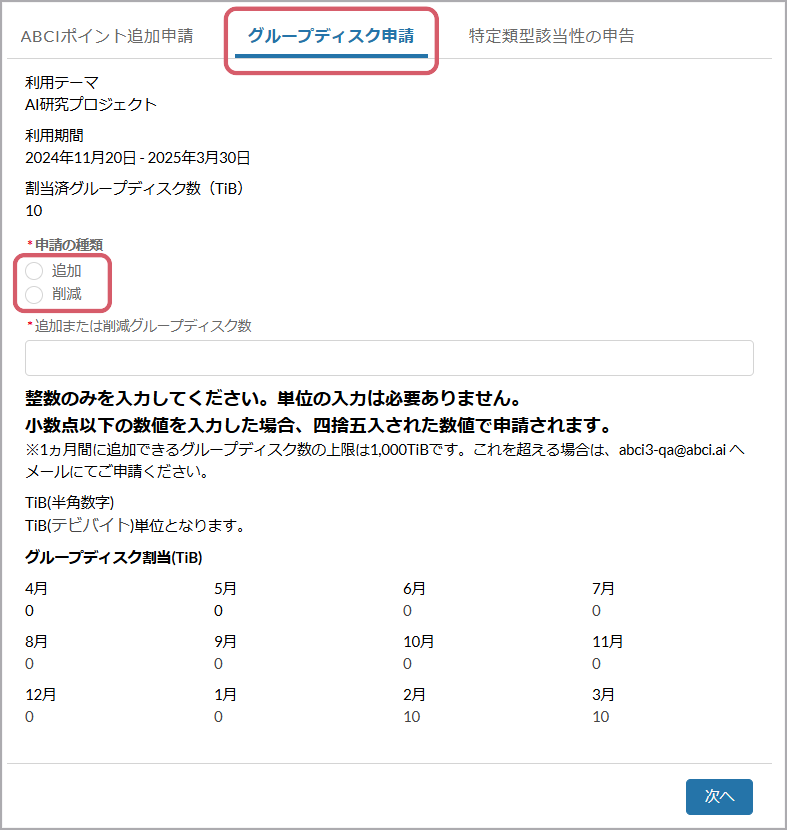 ABCIポイント追加申請 グループディスク申請 特定類型該当性の申告
利用テーマ
AI研究プロジェクト
利用期間
2024年11月20日 - 2025年3月30日
割当済グループディスク数（TiB）
10
*申請の種類
追加
削減
*追加または削減グループディスク数
整数のみを入力してください。単位の入力は必要ありません。
小数点以下の数値を入力した場合、四捨五入された数値で申請されます。
※1ヵ月間に追加できるグループディスク数の上限は1,000TiBです。これを超える場合は、abci3-qa@abci.ai へ
メールにてご申請ください。
TiB(半角数字)
TiB(テビバイト)単位となります。
グループディスク割当(TiB)
4月 5月 6月 7月
0 0 0 0
8月 9月 10月 11月
0 0 0 0
12月 1月 2月 3月
0 0 10 10
次へ